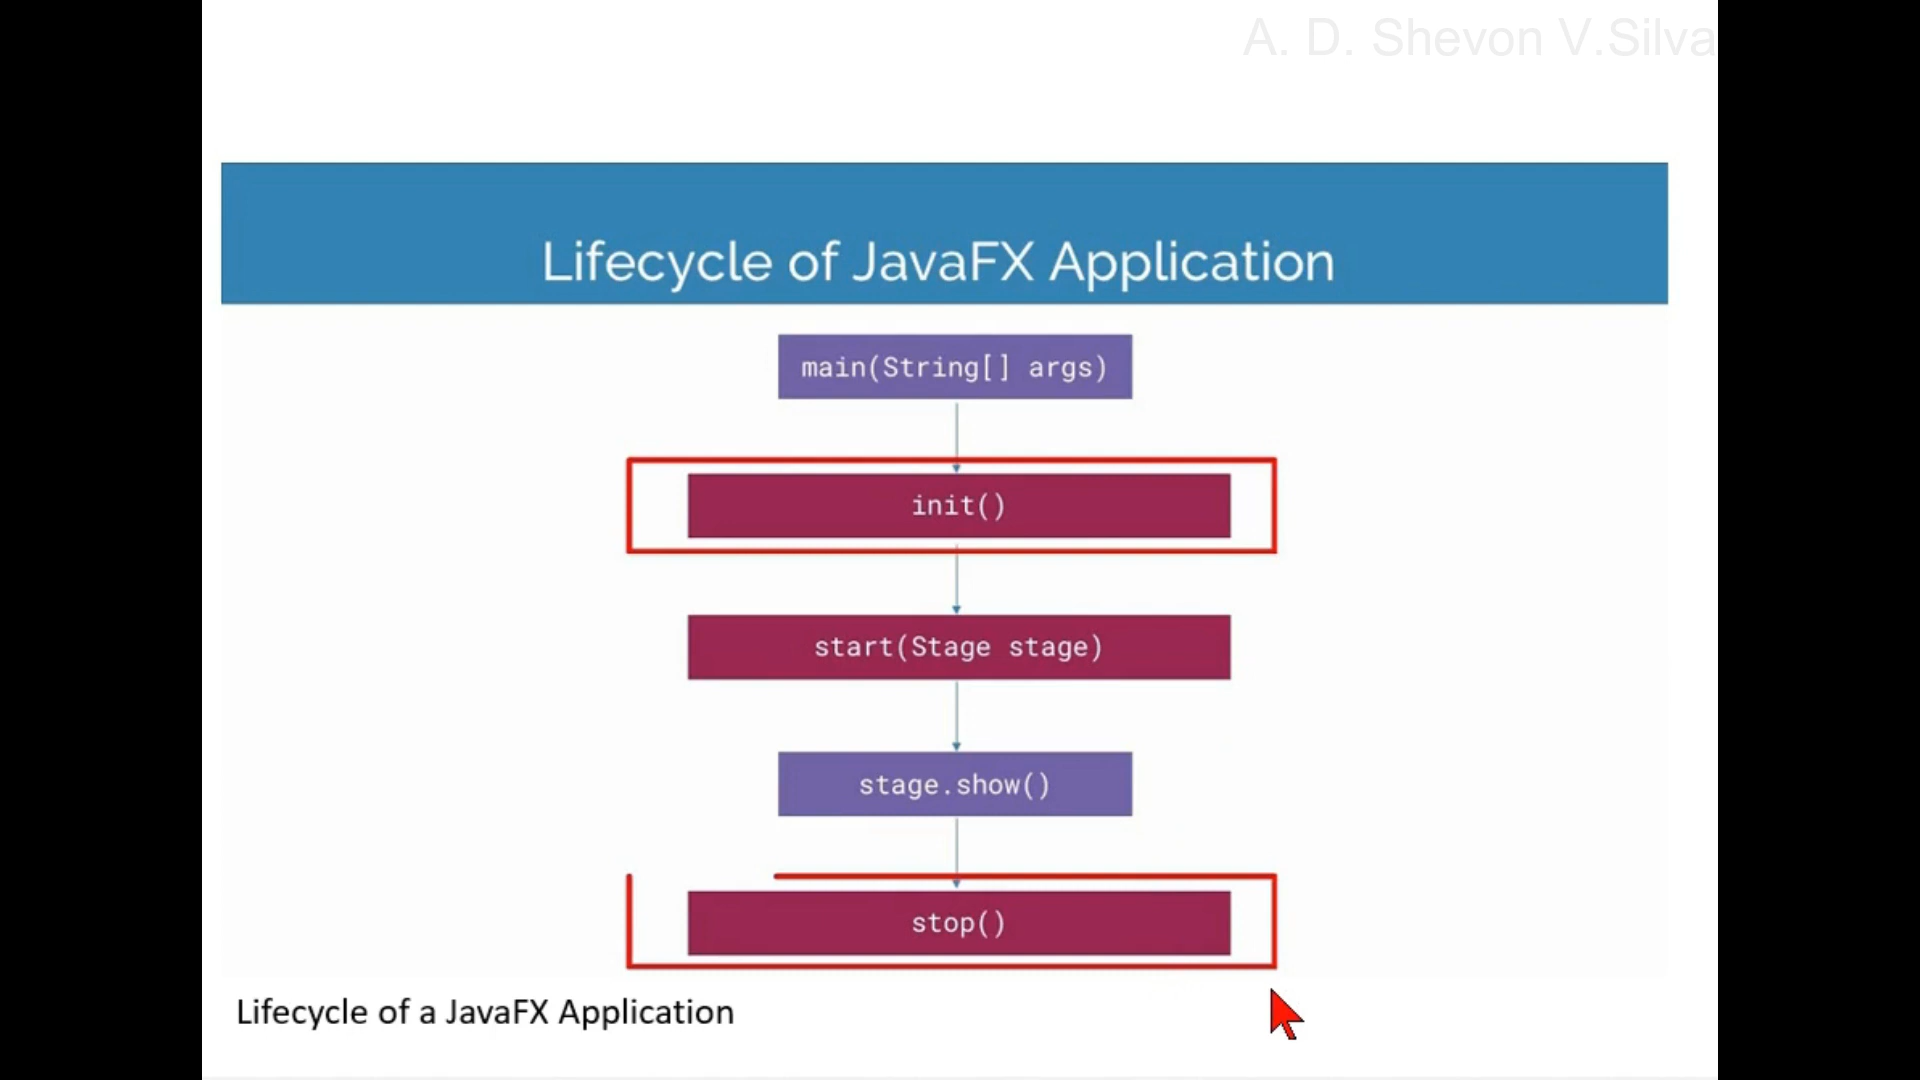 A. D. Shevon V.Silva
Lifecycle of JavaFX Application
main(String[] args)
init()
start(Stage stage)
stage.show()
stop()
Lifecycle of a JavaFX Application